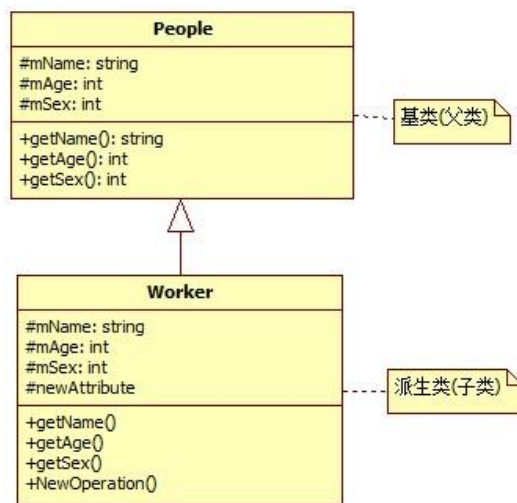 People
#mName: string
#mAge: int
#mSex: int
+getName(): string
+getAge(): int
+getSex(): int
基类(父类)
Worker
#mName: string
#mAge: int
#mSex: int
#newAttribute
+getName()
+getAge()
+getSex()
+NewOperation()
派生类(子类)